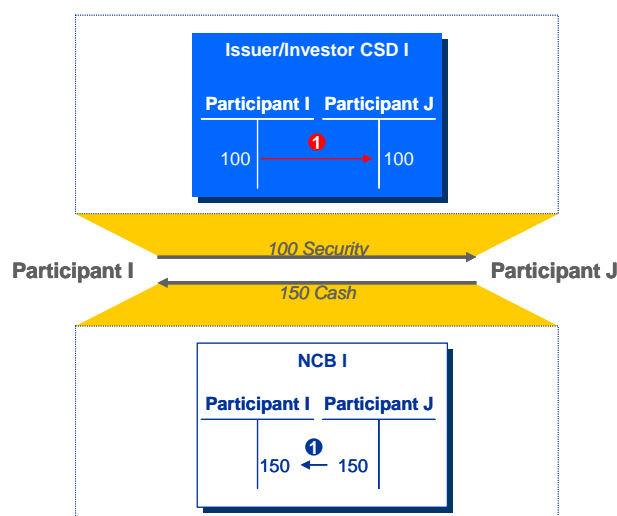 Issuer/Investor CSD I
Participant I Participant J
1
100 100
100 Security
Participant I Participant J
150 Cash
NCB I
Participant I Participant J
1
150 150